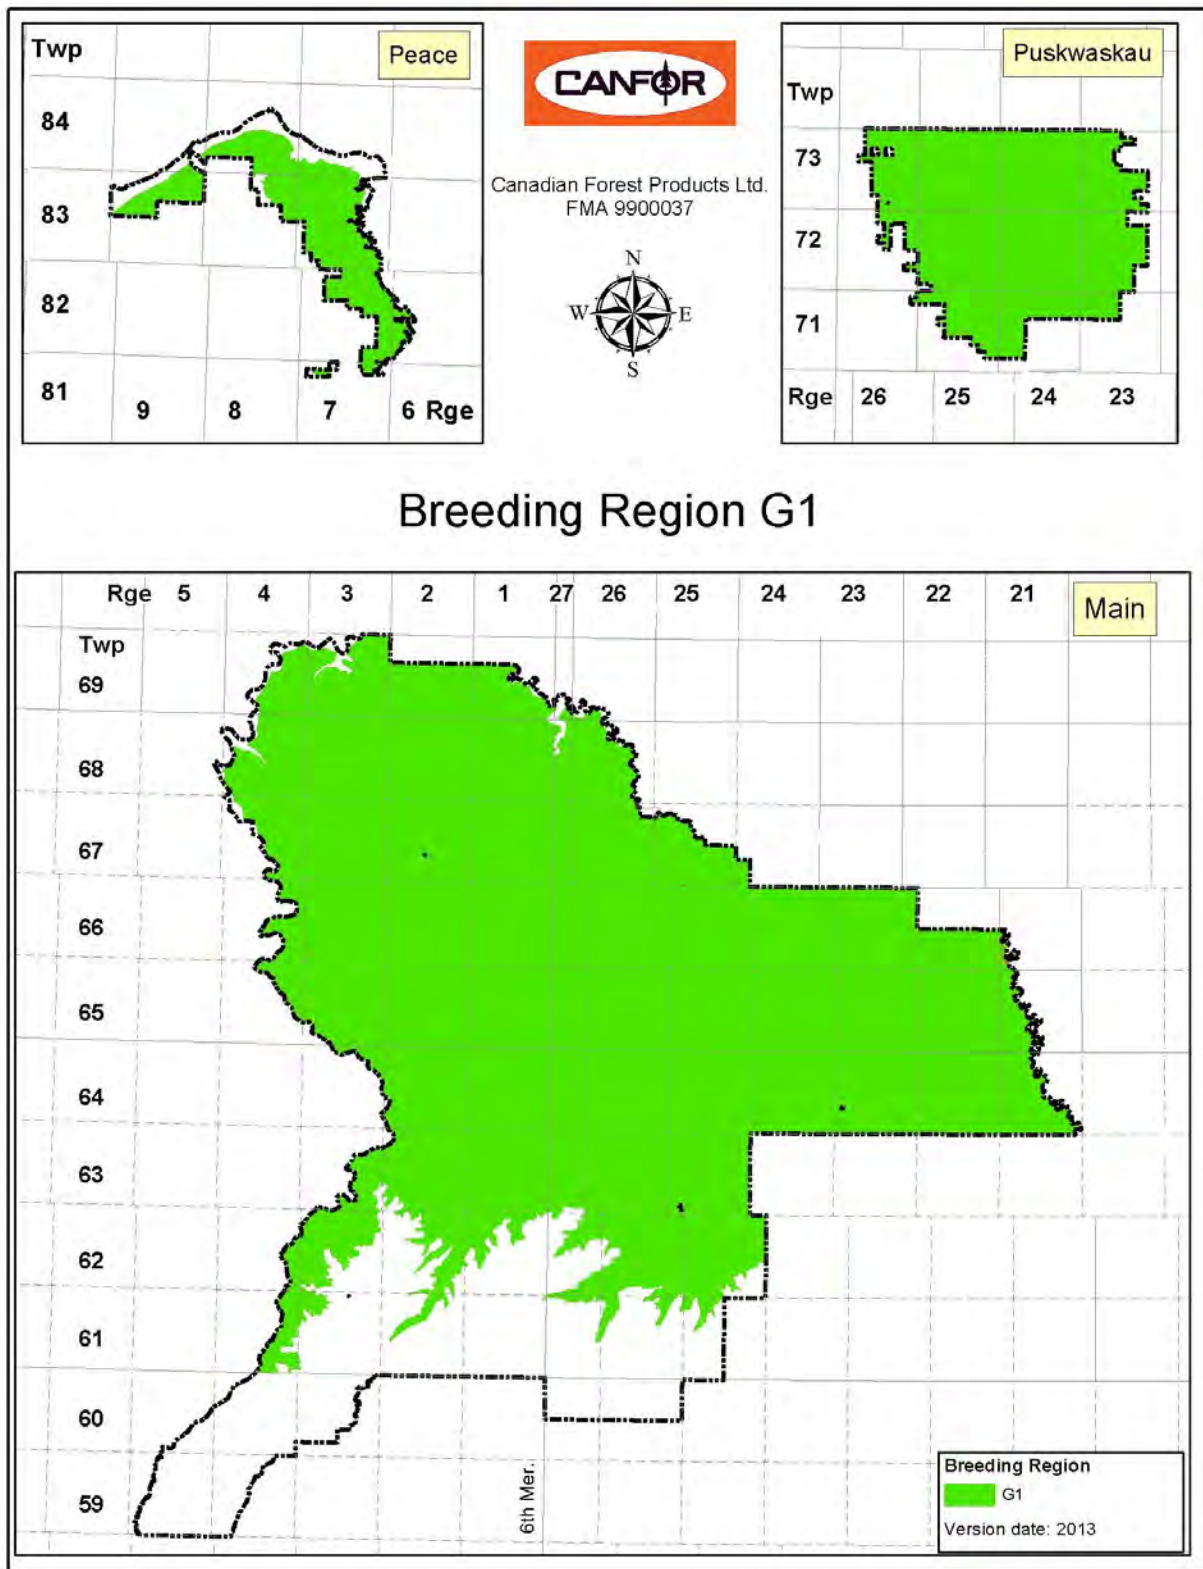 Twp
Peace
84
83
82
81
9 8 7 6 Rge
CANFOR
Canadian Forest Products Ltd.
FMA 9900037
N
W E
S
Puskwaskau
Twp
73
72
71
Rge 26 25 24 23
Breeding Region G1
Rge 5 4 3 2 1 27 26 25 24 23 22 21
Main
Twp
69
68
67
66
65
64
63
62
61
60
59
6th Mer.
Breeding Region
G1
Version date: 2013